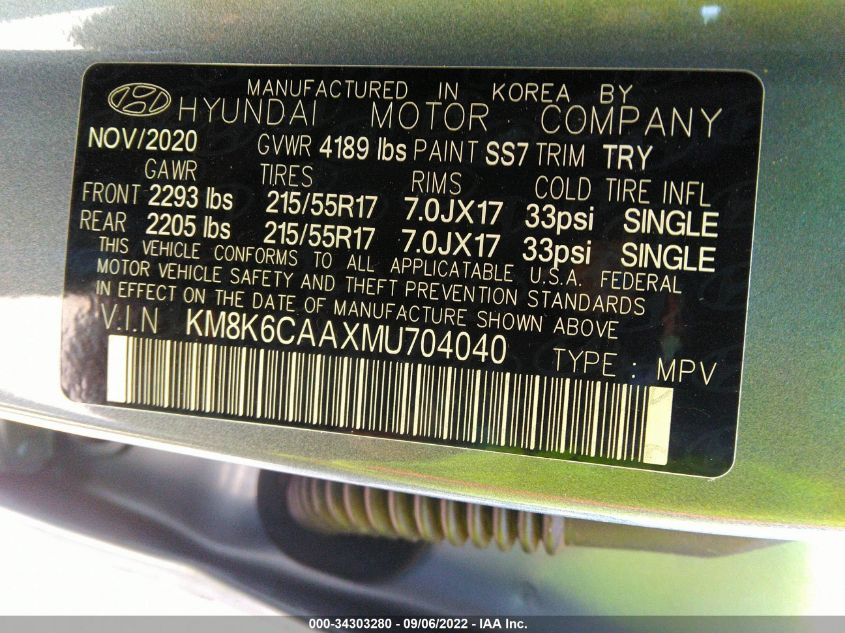 MANUFACTURED IN KOREA BY
HYUNDAI MOTOR COMPANY
NOV/2020 GVWR 4189 lbs PAINT SS7 TRIM TRY
GAWR TIRES RIMS COLD TIRE INFL
FRONT 2293 lbs 215/55R17 7.0JX17 33psi SINGLE
REAR 2205 lbs 215/55R17 7.0JX17 33psi SINGLE
THIS VEHICLE CONFORMS TO ALL APPLICATABLE U.S.A. FEDERAL
MOTOR VEHICLE SAFETY AND THEFT PREVENTION STANDARDS
IN EFFECT ON THE DATE OF MANUFACTURE SHOWN ABOVE
V.I.N KM8K6CAAXMU704040 TYPE : MPV
000-34303280 - 09/06/2022 - IAA Inc.